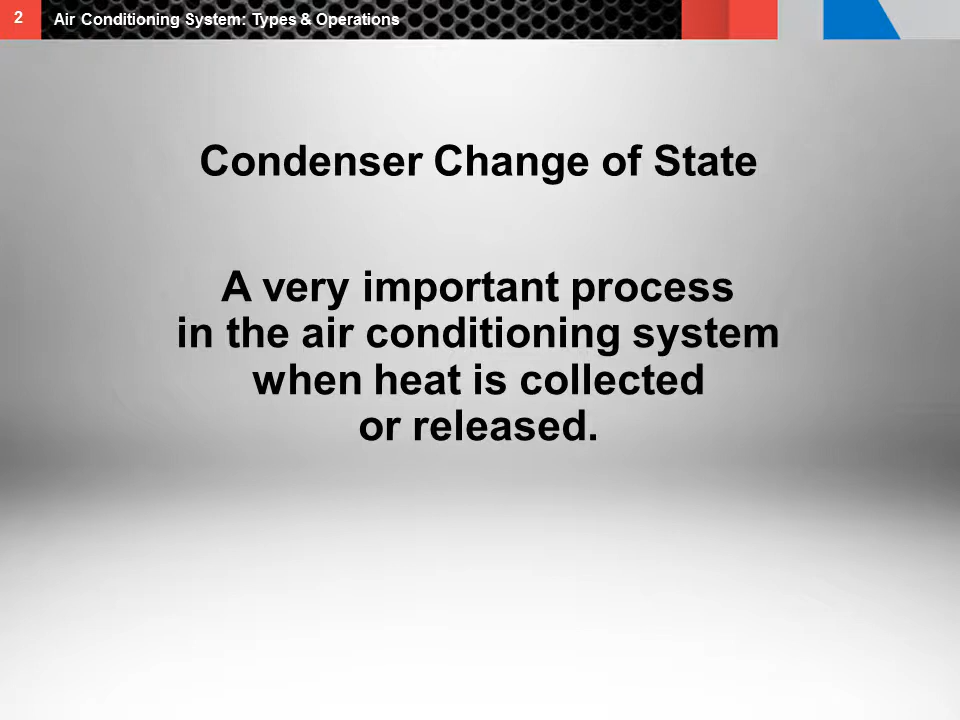 2
Air Conditioning System: Types & Operations
Condenser Change of State
A very important process
in the air conditioning system
when heat is collected
or released.